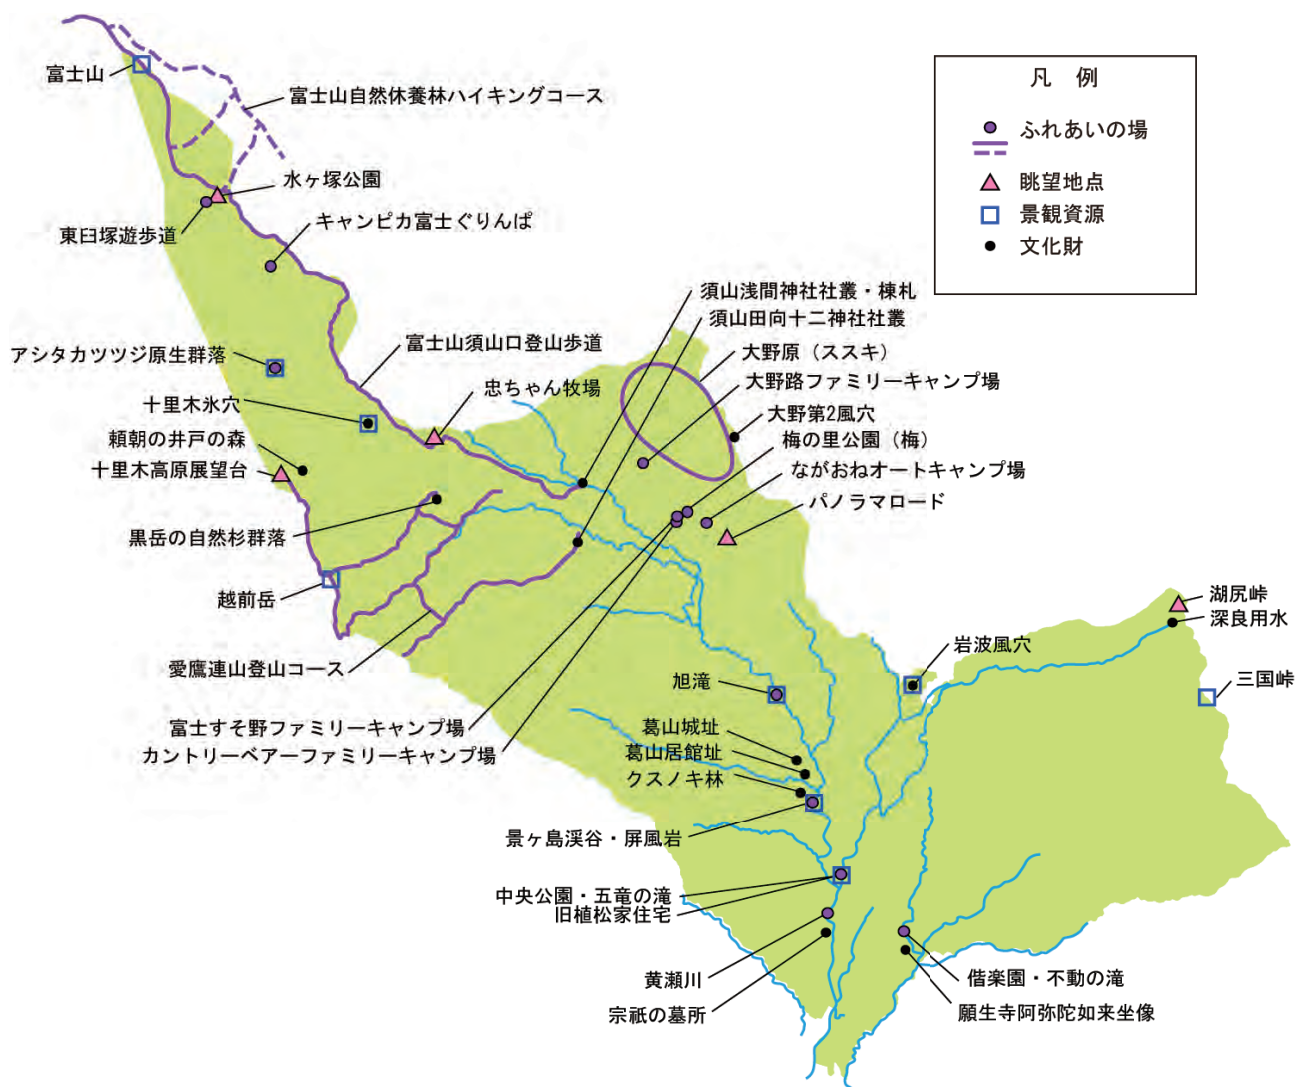 凡 例
ふれあいの場
眺望地点
景観資源
文化財
富士山
富士山自然休養林ハイキングコース
水ヶ塚公園
東臼塚遊歩道
キャンピカ富士ぐりんぱ
須山浅間神社社叢・棟札
須山田向十二神社社叢
富士山須山口登山歩道
大野原（ススキ）
アシタカツツジ原生群落
大野路ファミリーキャンプ場
忠ちゃん牧場
十里木氷穴
大野第2風穴
頼朝の井戸の森
梅の里公園（梅）
十里木高原展望台
ながおねオートキャンプ場
パノラマロード
黒岳の自然杉群落
越前岳
湖尻峠
深良用水
岩波風穴
愛鷹連山登山コース
三国峠
旭滝
富士すそ野ファミリーキャンプ場
葛山城址
カントリーベアーファミリーキャンプ場
葛山居館址
クスノキ林
景ヶ島渓谷・屏風岩
中央公園・五竜の滝
旧植松家住宅
黄瀬川
偕楽園・不動の滝
宗祇の墓所
願生寺阿弥陀如来坐像